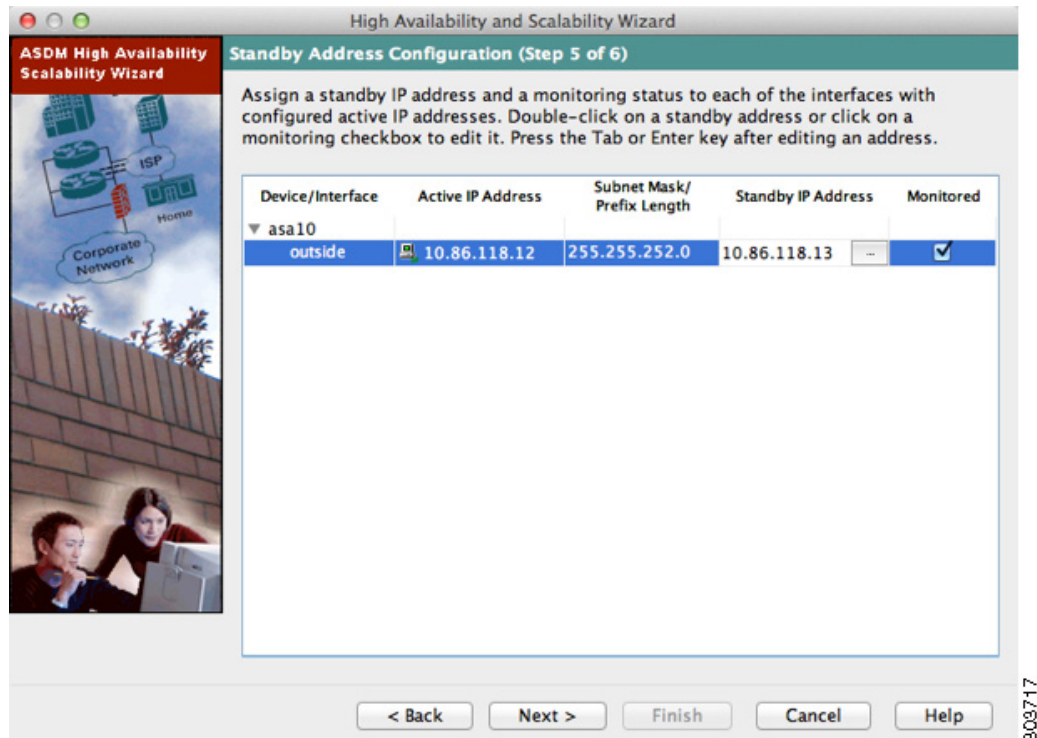 High Availability and Scalability Wizard
ASDM High Availability
Scalability Wizard
ISP
Home
Corporate
Network
Standby Address Configuration (Step 5 of 6)
Assign a standby IP address and a monitoring status to each of the interfaces with
configured active IP addresses. Double-click on a standby address or click on a
monitoring checkbox to edit it. Press the Tab or Enter key after editing an address.
Device/Interface Active IP Address Subnet Mask/ Prefix Length Standby IP Address Monitored
asa10
outside 10.86.118.12 255.255.252.0 10.86.118.13 ...
< Back Next > Finish Cancel Help
303717